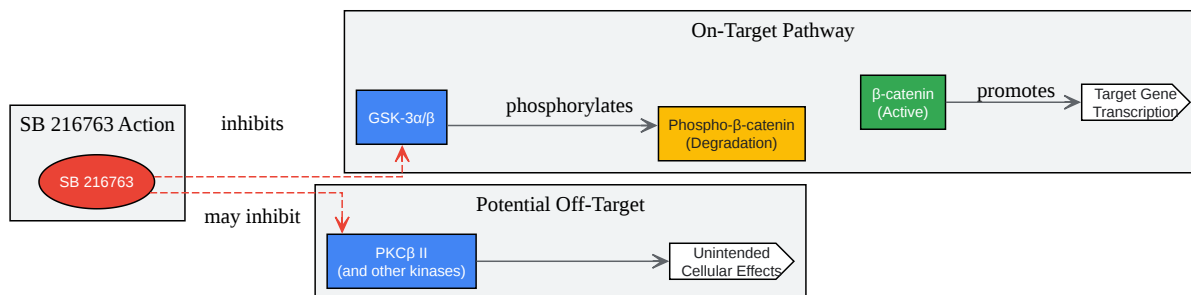 On-Target Pathway
SB 216763 Action
SB 216763
inhibits
may inhibit
GSK-3α/β
phosphorylates
Phospho-β-catenin
(Degradation)
β-catenin
(Active)
promotes
Target Gene
Transcription
Potential Off-Target
PKCβ II
(and other kinases)
Unintended
Cellular Effects